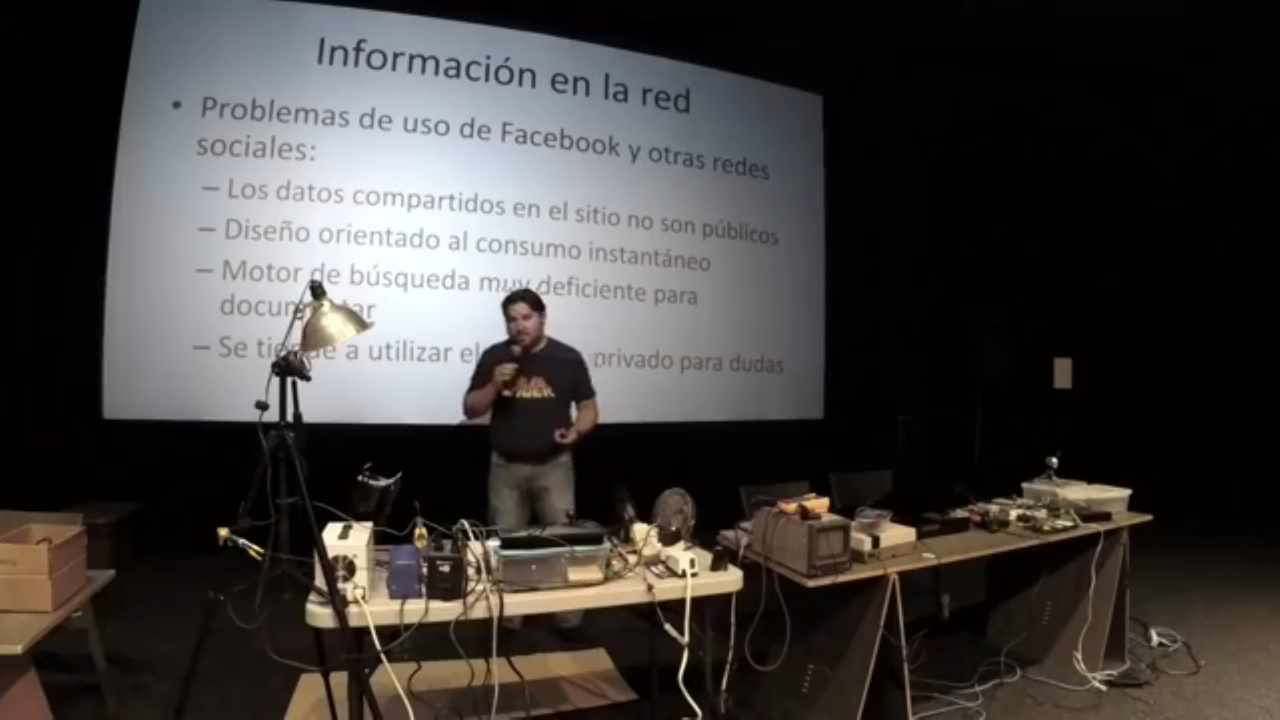 Información en la red
• Problemas de uso de Facebook y otras redes
sociales:
– Los datos compartidos en el sitio no son públicos
– Diseño orientado al consumo instantáneo
– Motor de búsqueda muy deficiente para
documentar
– Se tiende a utilizar el privado para dudas